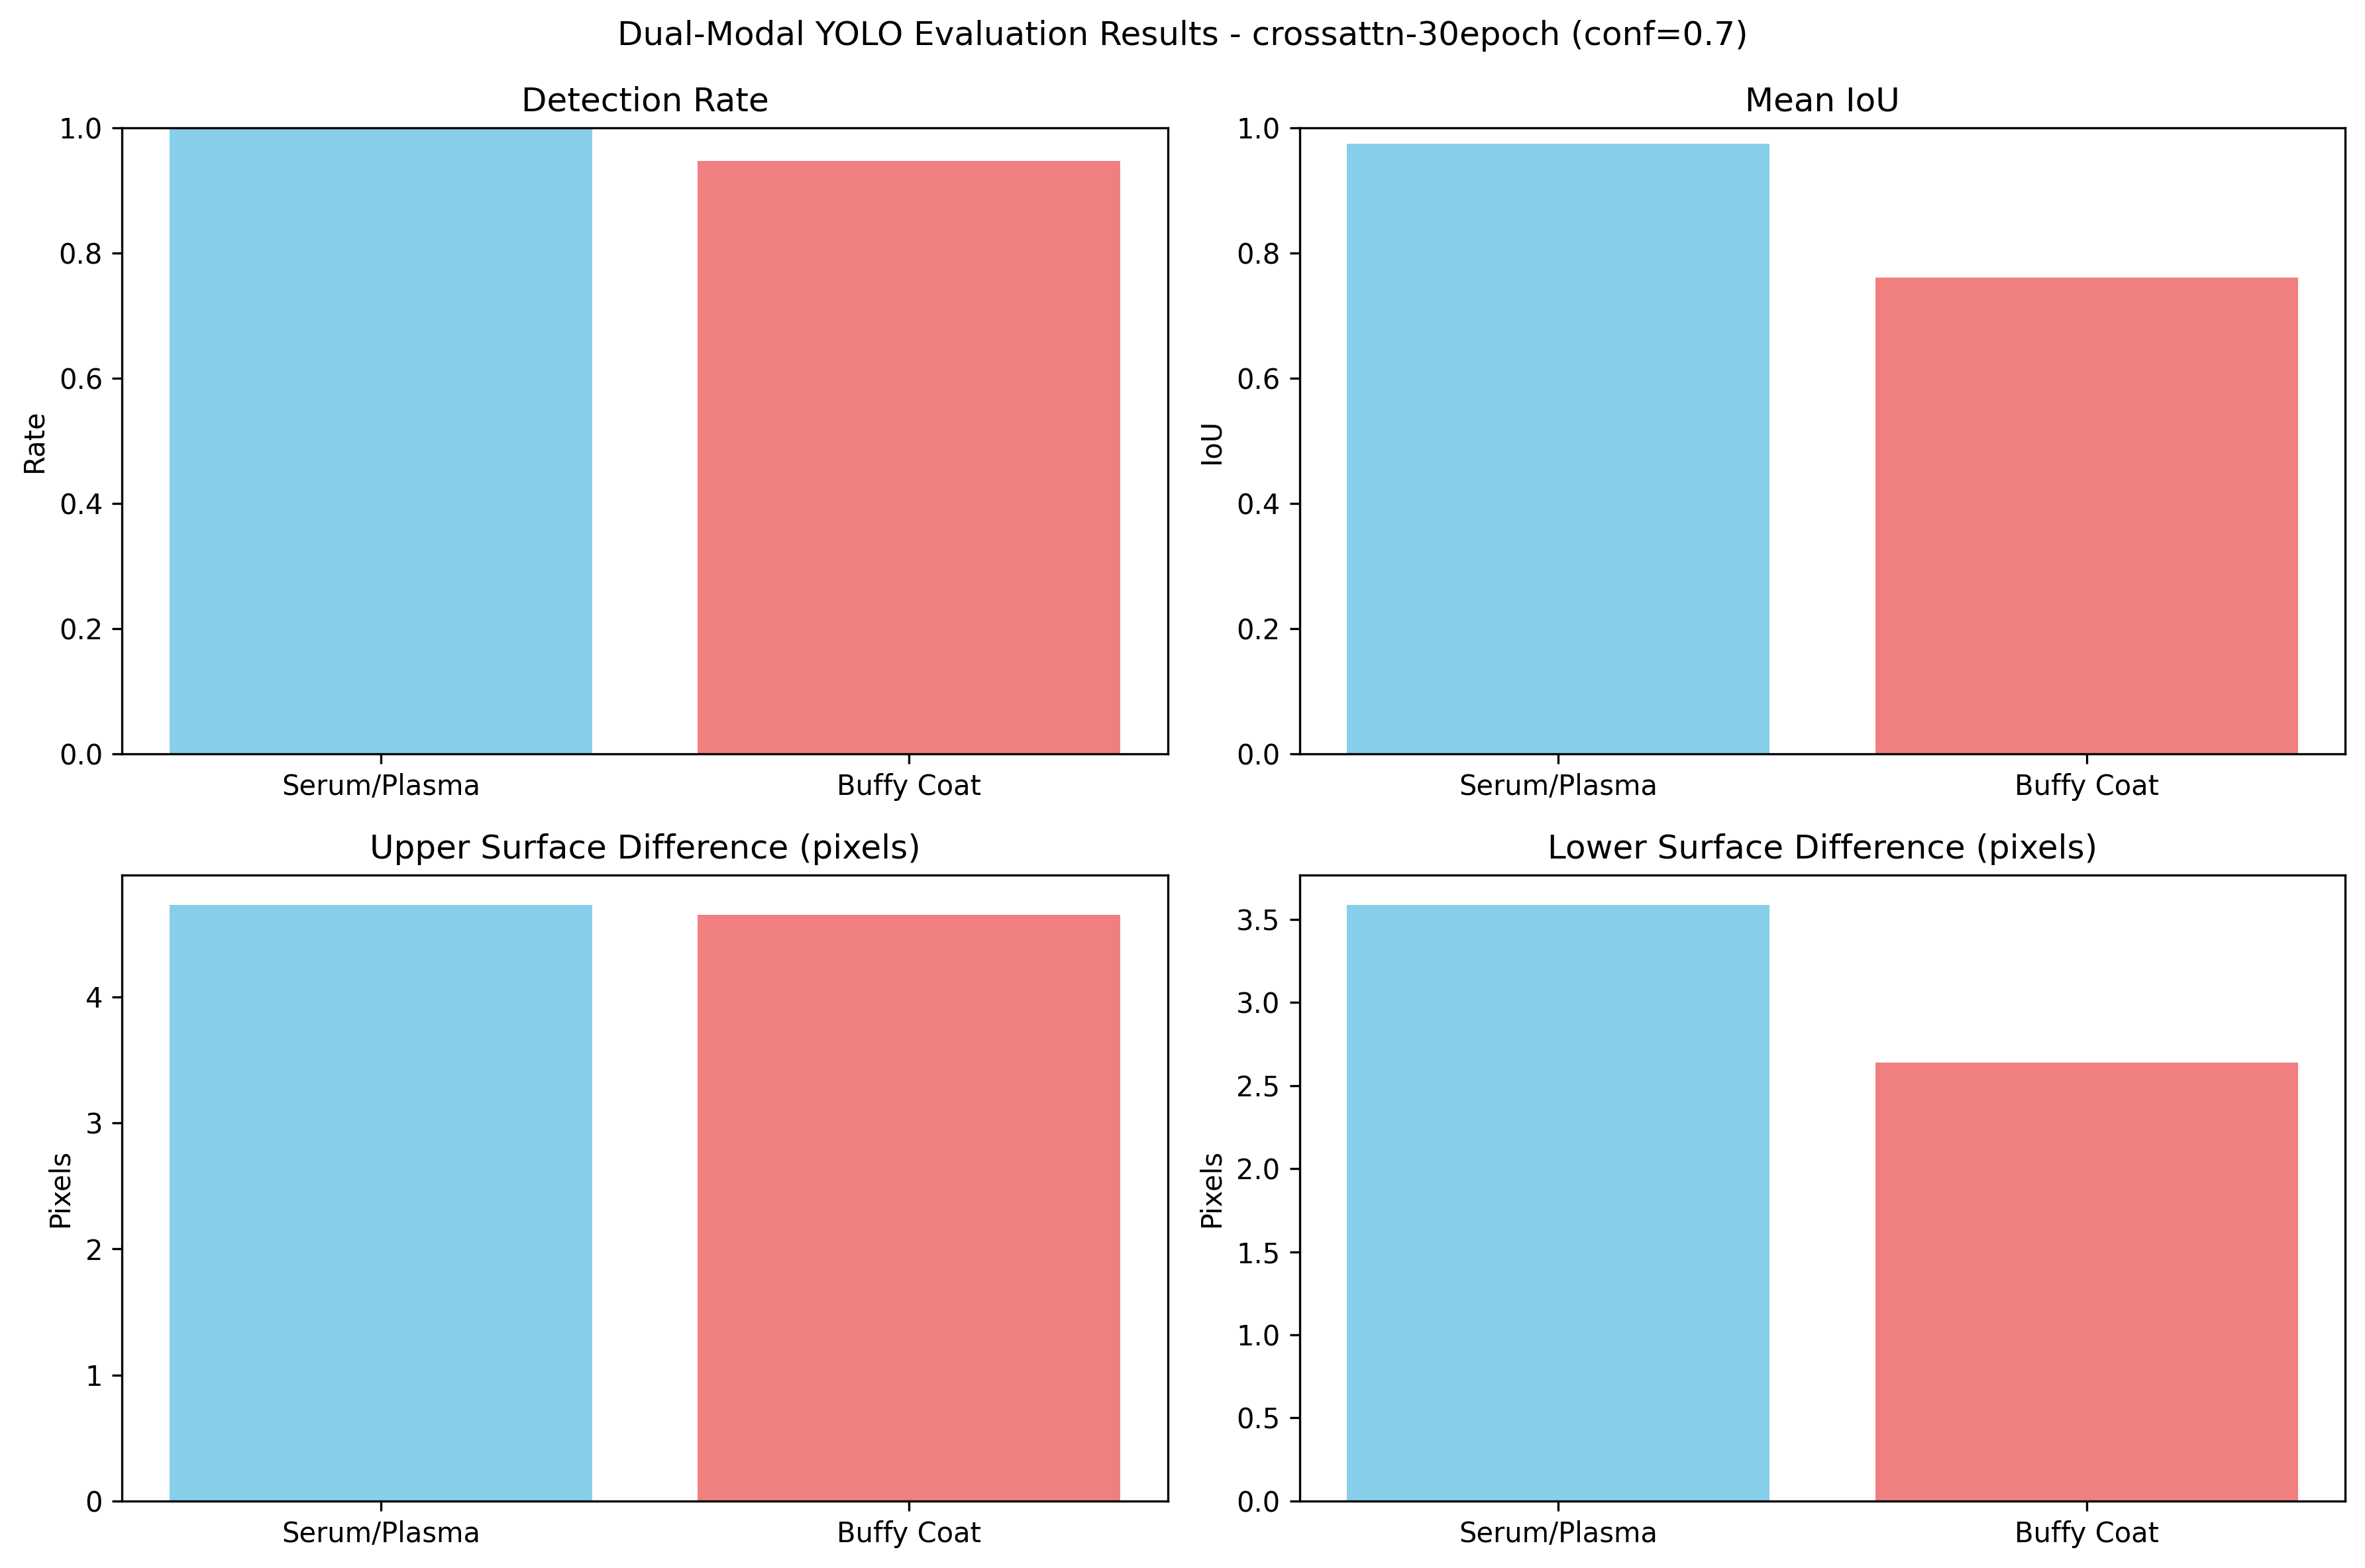 Dual-Modal YOLO Evaluation Results - crossattn-30epoch (conf=0.7)
Detection Rate
1.0
0.8
0.6
0.4
0.2
0.0
Rate
Serum/Plasma Buffy Coat
Mean IoU
1.0
0.8
0.6
0.4
0.2
0.0
IoU
Serum/Plasma Buffy Coat
Upper Surface Difference (pixels)
4
3
2
1
0
Pixels
Serum/Plasma Buffy Coat
Lower Surface Difference (pixels)
3.5
3.0
2.5
2.0
1.5
1.0
0.5
0.0
Pixels
Serum/Plasma Buffy Coat